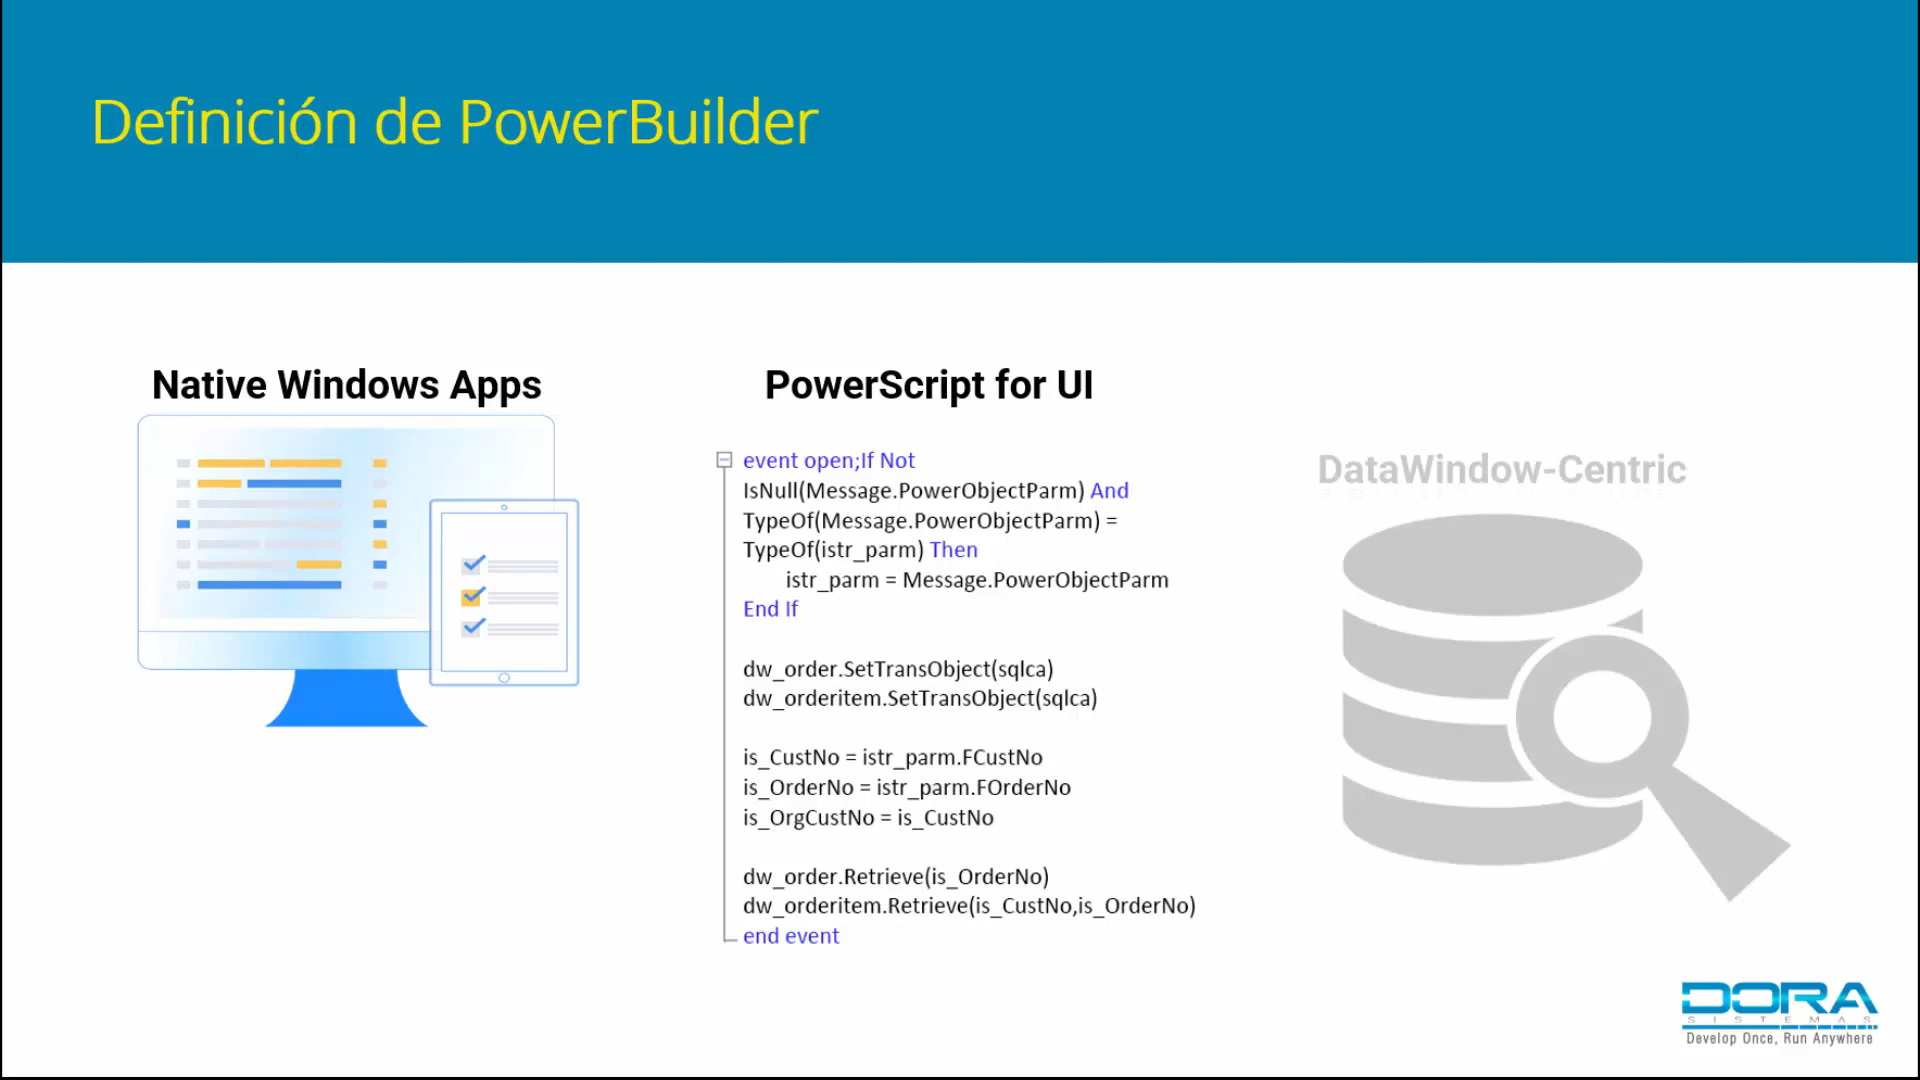 Definición de PowerBuilder
Native Windows Apps
PowerScript for UI
event open;If Not
IsNull(Message.PowerObjectParm) And
TypeOf(Message.PowerObjectParm) =
TypeOf(istr_parm) Then
istr_parm = Message.PowerObjectParm
End If
dw_order.SetTransObject(sqlca)
dw_orderitem.SetTransObject(sqlca)
is_CustNo = istr_parm.FCustNo
is_OrderNo = istr_parm.FOrderNo
is_OrgCustNo = is_CustNo
dw_order.Retrieve(is_OrderNo)
dw_orderitem.Retrieve(is_CustNo,is_OrderNo)
end event
DataWindow-Centric
DORA
SISTEMAS
Develop Once, Run Anywhere